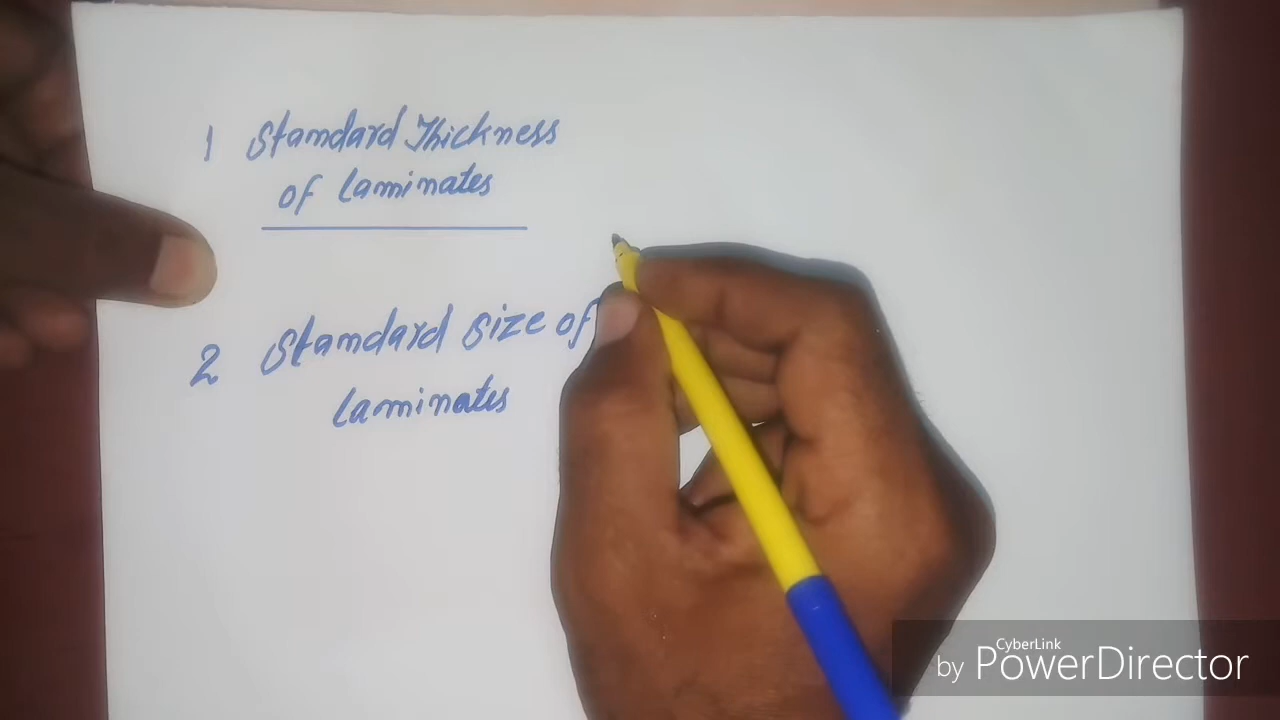 1 Standard Thickness
of Laminates
2 Standard Size of
Laminates
CyberLink
by PowerDirector